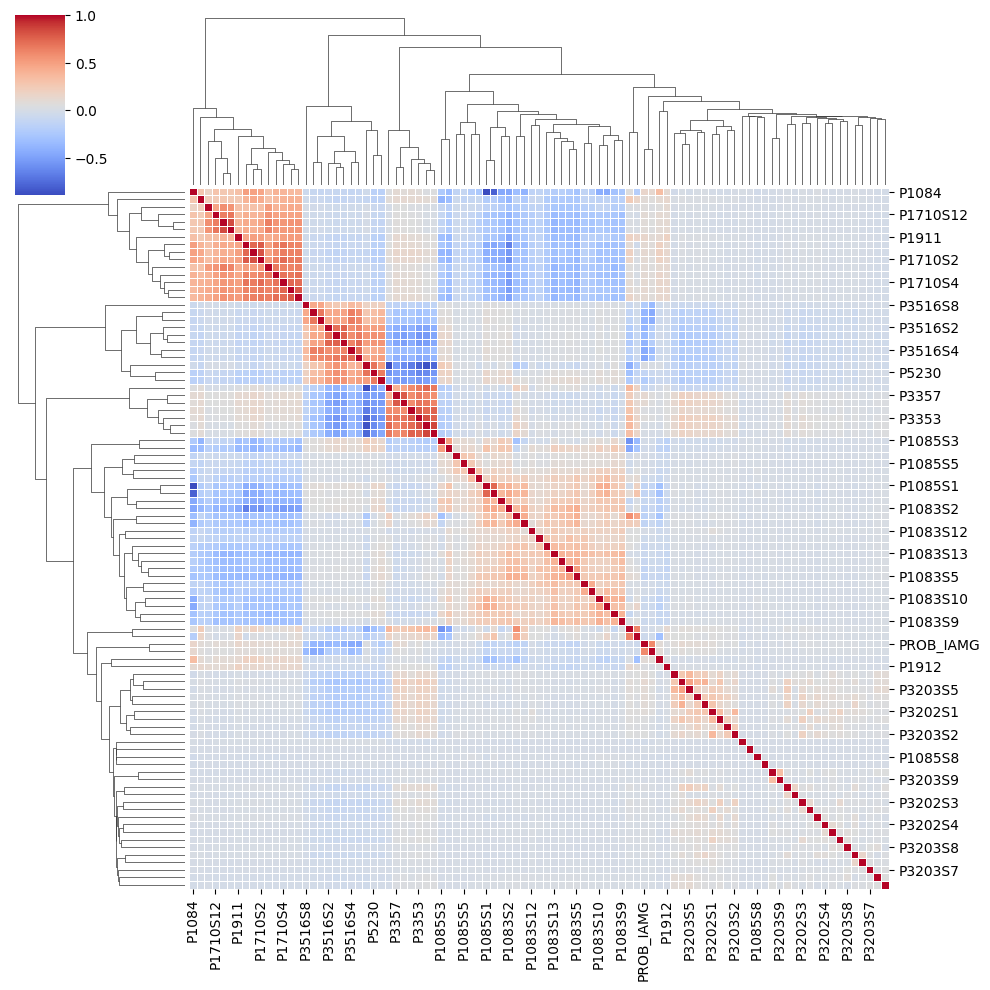 1.0
0.5
0.0
−0.5
P1084
P1710S12
P1911
P1710S2
P1710S4
P3516S8
P3516S2
P3516S4
P5230
P3357
P3353
P1085S3
P1085S5
P1085S1
P1083S2
P1083S12
P1083S13
P1083S5
P1083S10
P1083S9
PROB_IAMG
P1912
P3203S5
P3202S1
P3203S2
P1085S8
P3203S9
P3202S3
P3202S4
P3203S8
P3203S7
P1084
P1710S12
P1911
P1710S2
P1710S4
P3516S8
P3516S2
P3516S4
P5230
P3357
P3353
P1085S3
P1085S5
P1085S1
P1083S2
P1083S12
P1083S13
P1083S5
P1083S10
P1083S9
PROB_IAMG
P1912
P3203S5
P3202S1
P3203S2
P1085S8
P3203S9
P3202S3
P3202S4
P3203S8
P3203S7